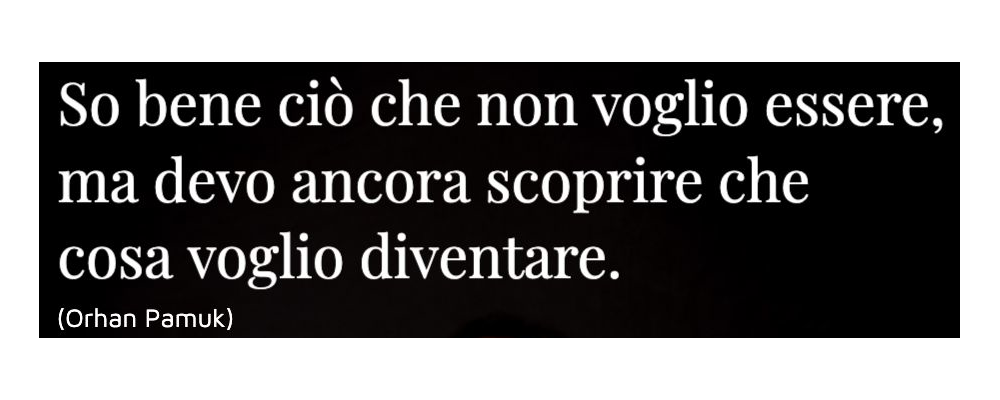 So bene ciò che non voglio essere,
ma devo ancora scoprire che
cosa voglio diventare.
(Orhan Pamuk)